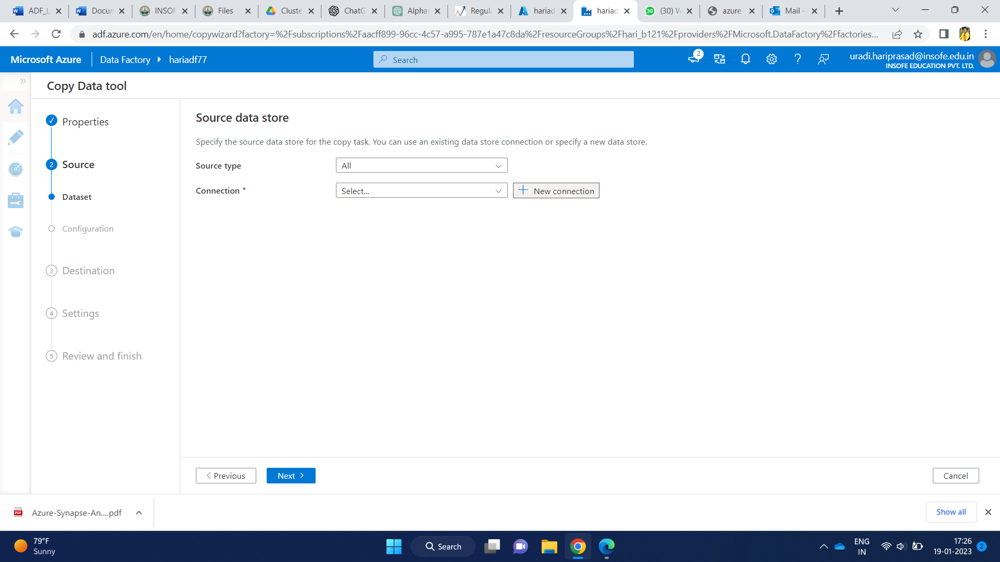 ADF_L
Docun
INSOF
Files
Cluste
ChatG
Alphar
Regula
hariad
hariad
30 (30) W
azure
Mail -
adf.azure.com/en/home/copywizard?factory=%2Fsubscriptions%2Faacff899-96cc-4c57-a995-787e1a47c8da%2FresourceGroups%2Fhari_b121%2Fproviders%2FMicrosoft.DataFactory%2Ffactories...
Microsoft Azure
Data Factory
hariadf77
Search
2
uradi.hariprasad@insofe.edu.in
INSOFE EDUCATION PVT. LTD.
Copy Data tool
Properties
2 Source
Dataset
Configuration
3 Destination
4 Settings
5 Review and finish
Source data store
Specify the source data store for the copy task. You can use an existing data store connection or specify a new data store.
Source type
All
Connection *
Select...
New connection
Previous
Next
Cancel
PDF
Azure-Synapse-An....pdf
Show all
79°F
Sunny
Search
ENG
IN
17:26
19-01-2023
2